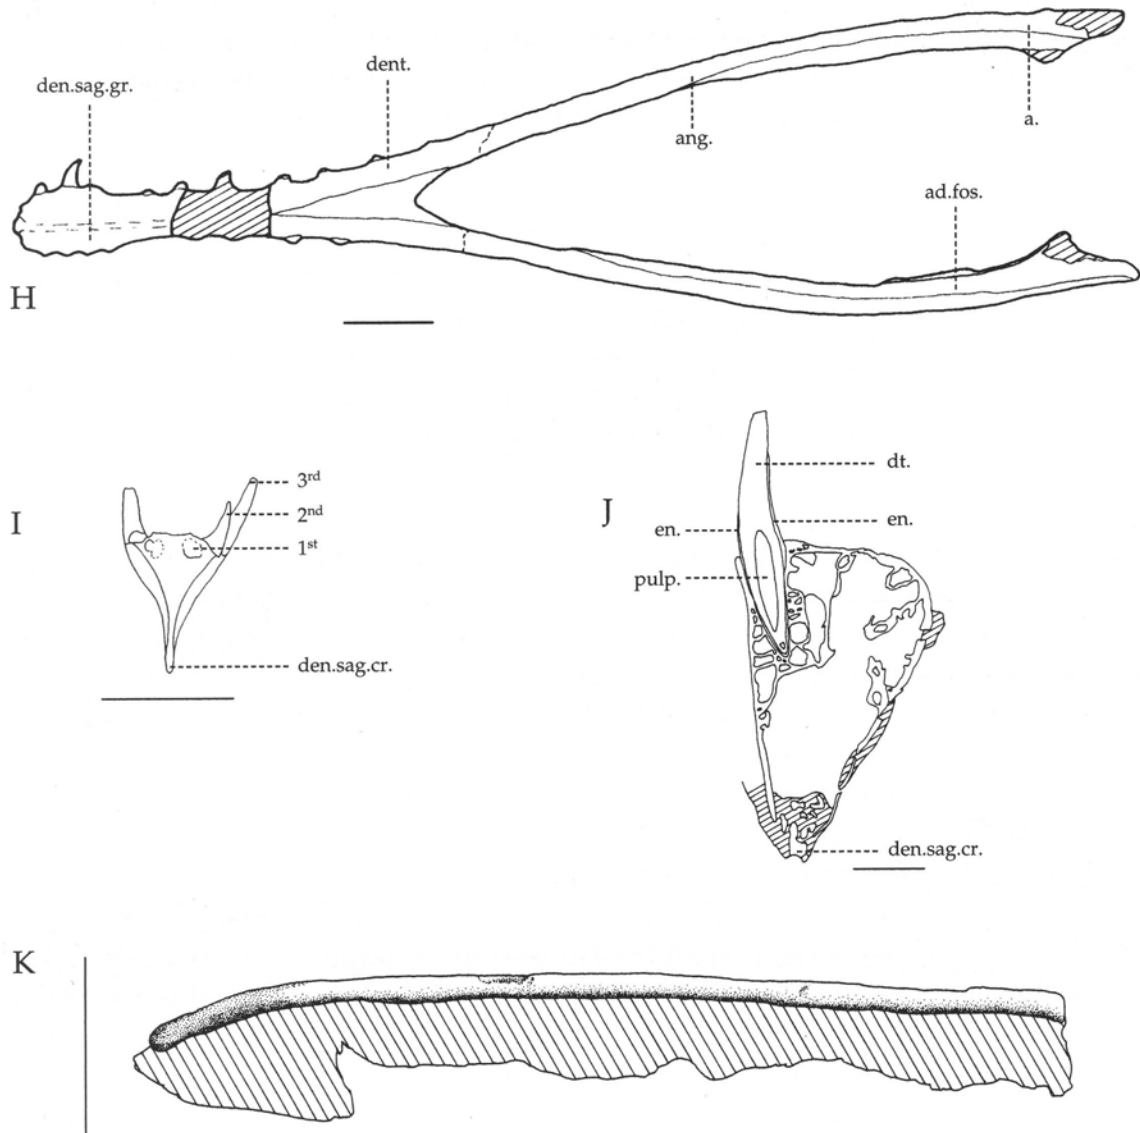 den.sag.gr.
dent.
ang.
a.
ad.fos.
H
I
3rd
2nd
1st
den.sag.cr.
J
dt.
en.
en.
pulp.
den.sag.cr.
K